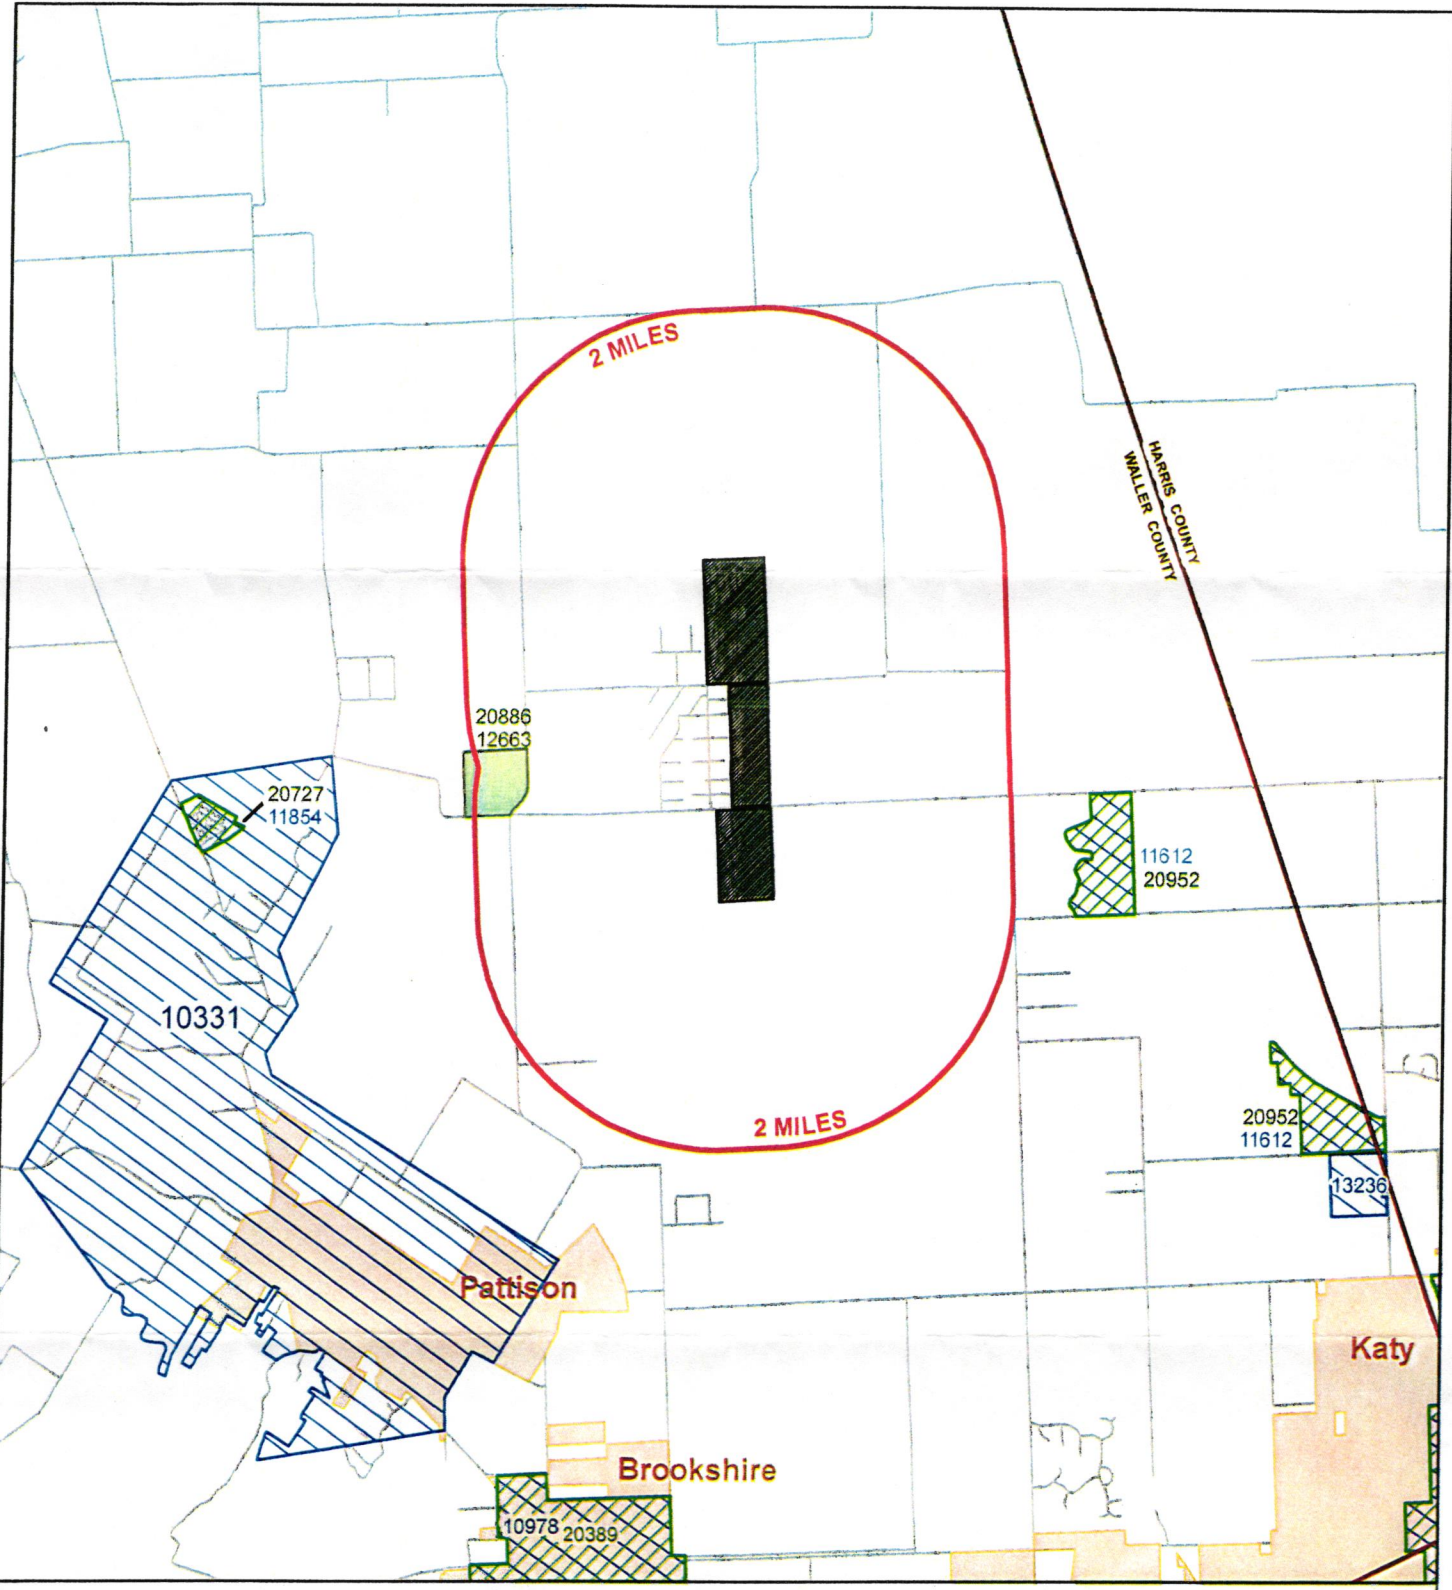 2 MILES
HARRIS COUNTY
WALLER COUNTY
20886
12663
20727
11854
11612
20952
10331
20952
11612
2 MILES
13236
Pattison
Katy
Brookshire
10978 20389